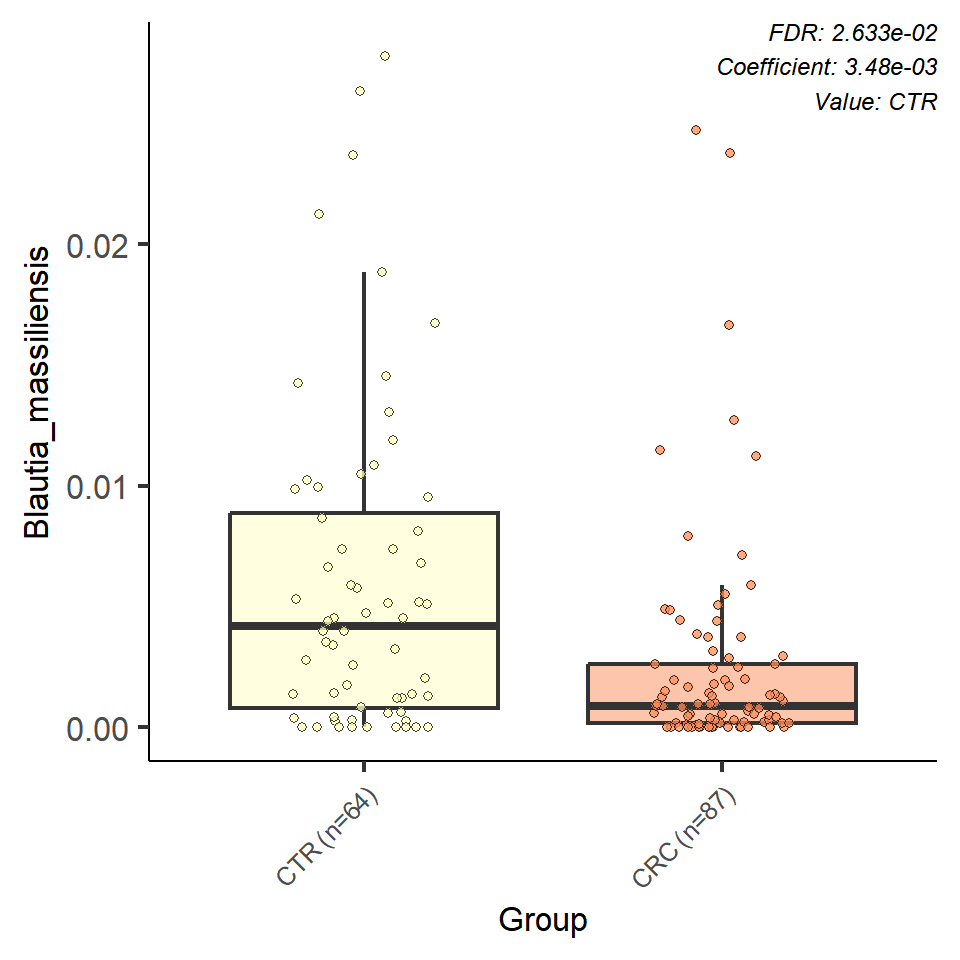 FDR: 2.633e-02
Coefficient: 3.48e-03
Value: CTR
Blautia_massiliensis
0.02
0.01
0.00
CTR (n=64)
CRC (n=87)
Group